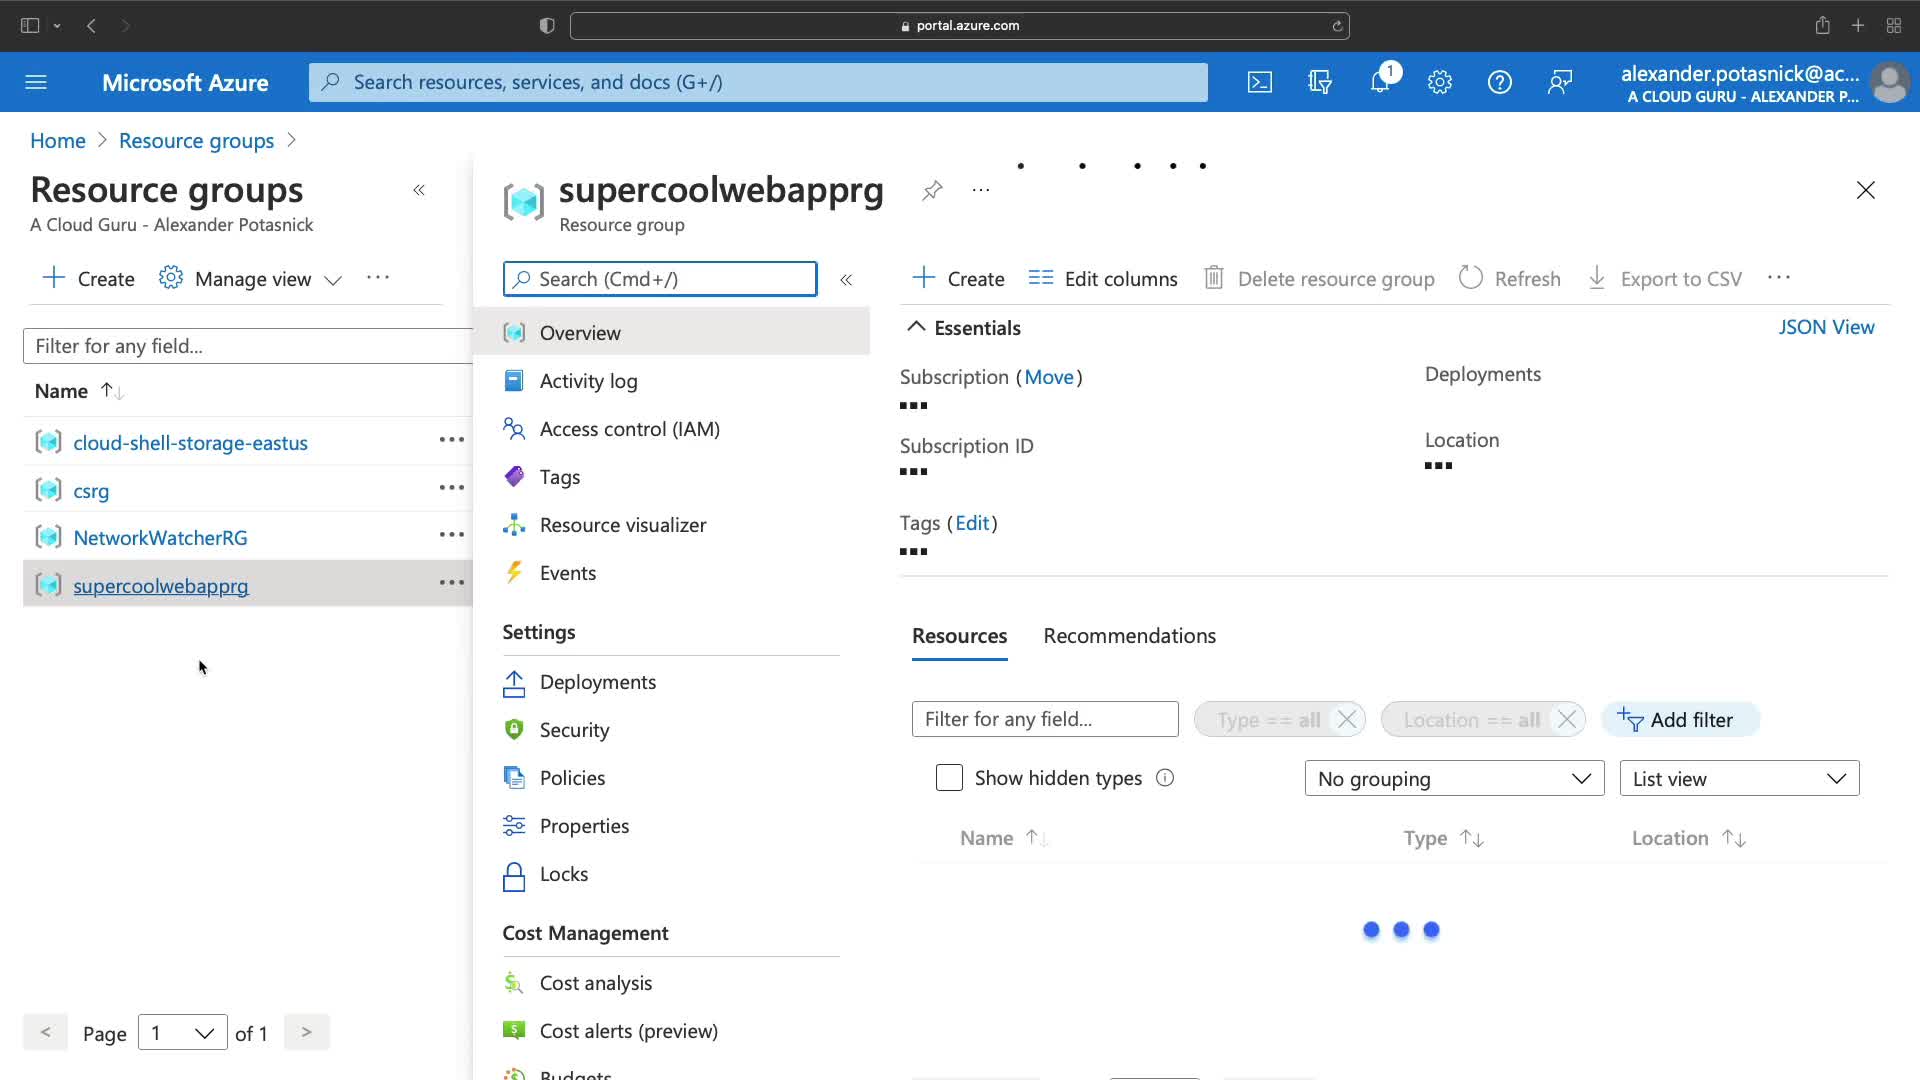 portal.azure.com
Microsoft Azure
Search resources, services, and docs (G+/)
1
alexander.potasnick@ac...
A CLOUD GURU - ALEXANDER P...
Home
Resource groups
Resource groups
A Cloud Guru - Alexander Potasnick
Create
Manage view
Filter for any field...
Name
cloud-shell-storage-eastus
csrg
NetworkWatcherRG
supercoolwebapprg
< Page 1 of 1 >
supercoolwebapprg
Resource group
Search (Cmd+/)
Overview
Activity log
Access control (IAM)
Tags
Resource visualizer
Events
Settings
Deployments
Security
Policies
Properties
Locks
Cost Management
Cost analysis
Cost alerts (preview)
Budgets
Create
Edit columns
Delete resource group
Refresh
Export to CSV
Essentials
JSON View
Subscription (Move)
Deployments
Subscription ID
Location
Tags (Edit)
Resources
Recommendations
Filter for any field...
Type == all
Location == all
Add filter
Show hidden types
No grouping
List view
Name
Type
Location